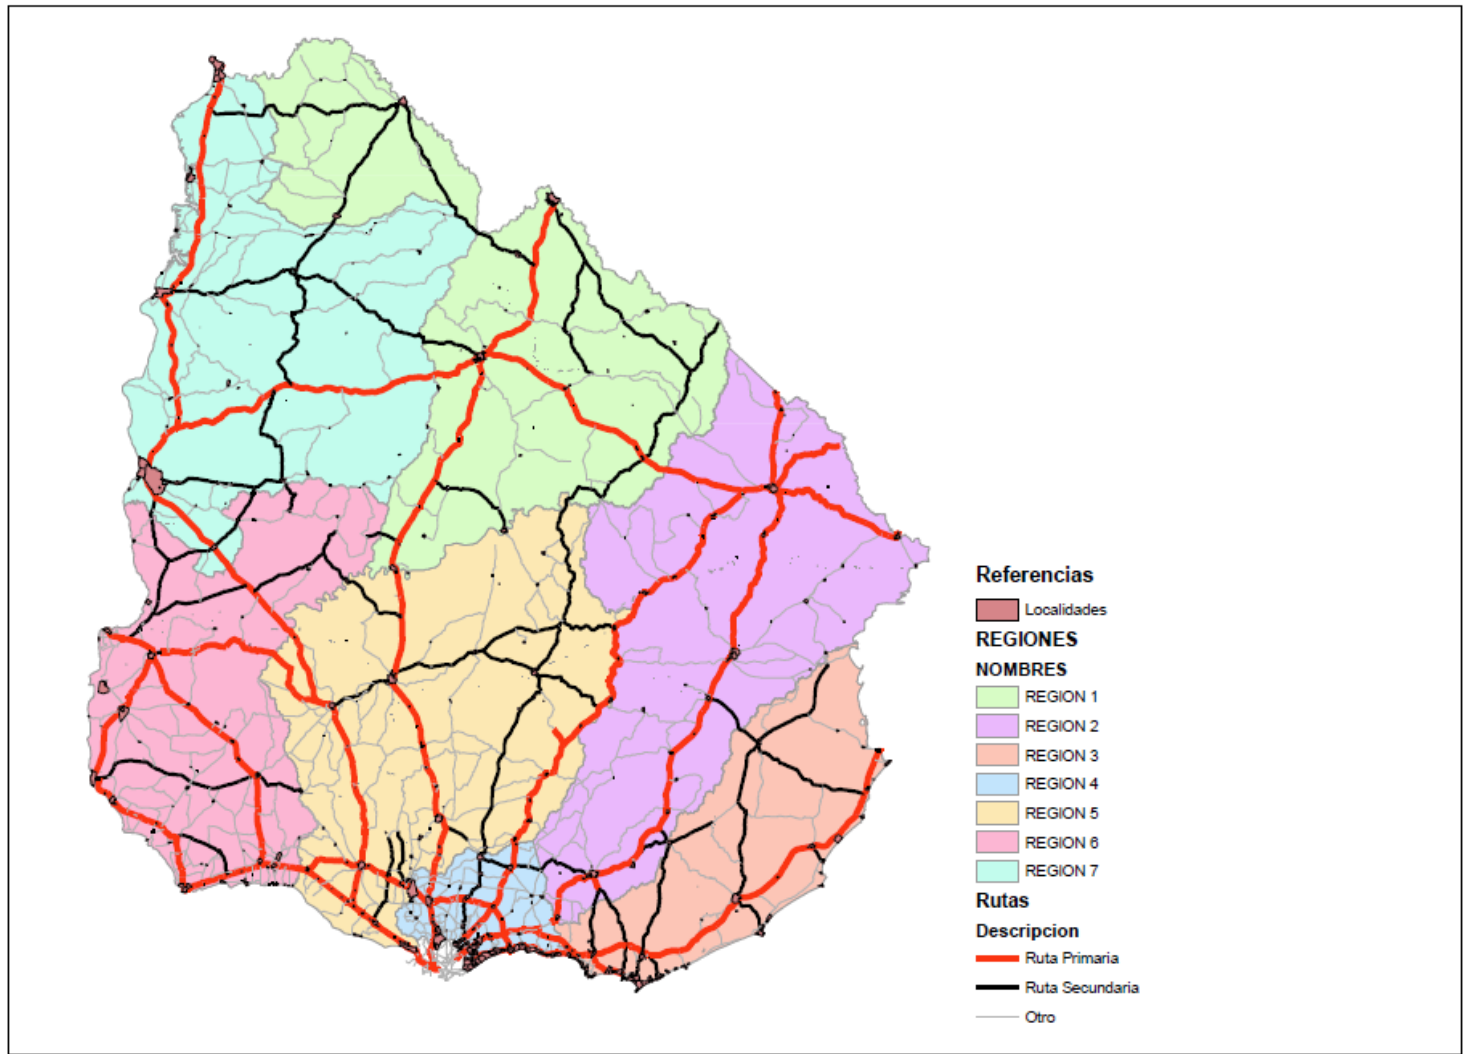 Referencias
Localidades
REGIONES
NOMBRES
REGION 1
REGION 2
REGION 3
REGION 4
REGION 5
REGION 6
REGION 7
Rutas
Descripcion
Ruta Primaria
Ruta Secundaria
Otro